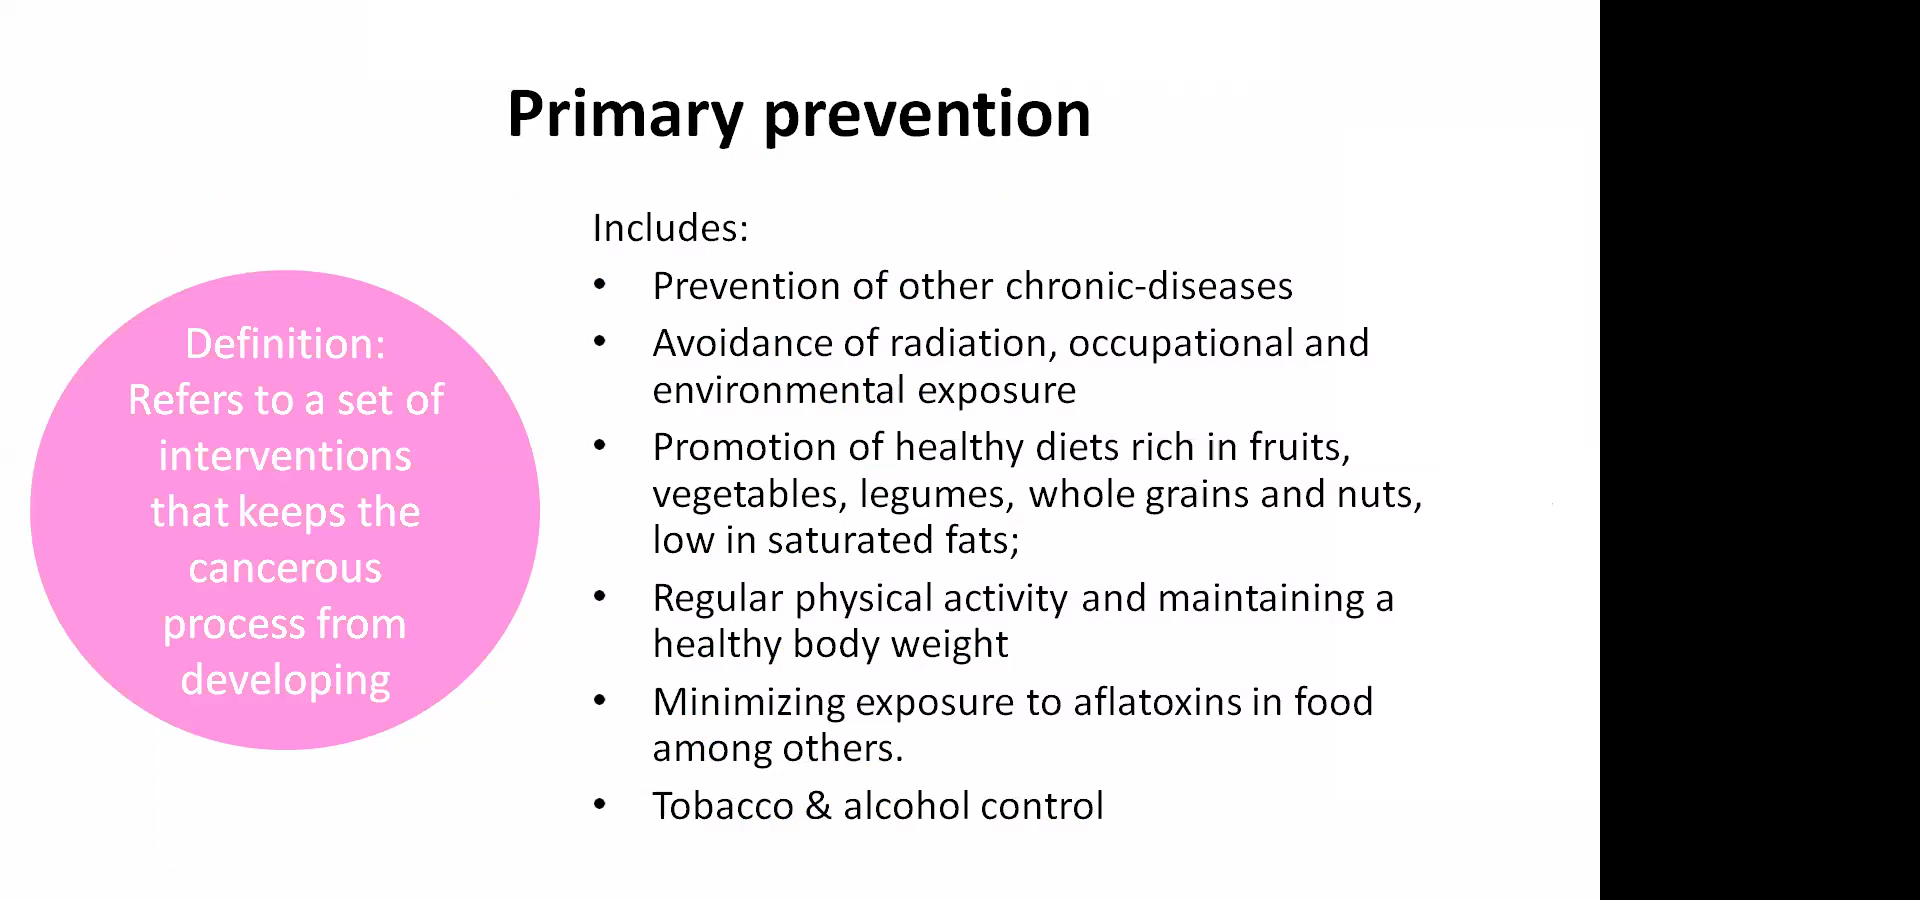 Primary prevention
Definition:
Refers to a set of
interventions
that keeps the
cancerous
process from
developing
Includes:
• Prevention of other chronic-diseases
• Avoidance of radiation, occupational and
environmental exposure
• Promotion of healthy diets rich in fruits,
vegetables, legumes, whole grains and nuts,
low in saturated fats;
• Regular physical activity and maintaining a
healthy body weight
• Minimizing exposure to aflatoxins in food
among others.
• Tobacco & alcohol control